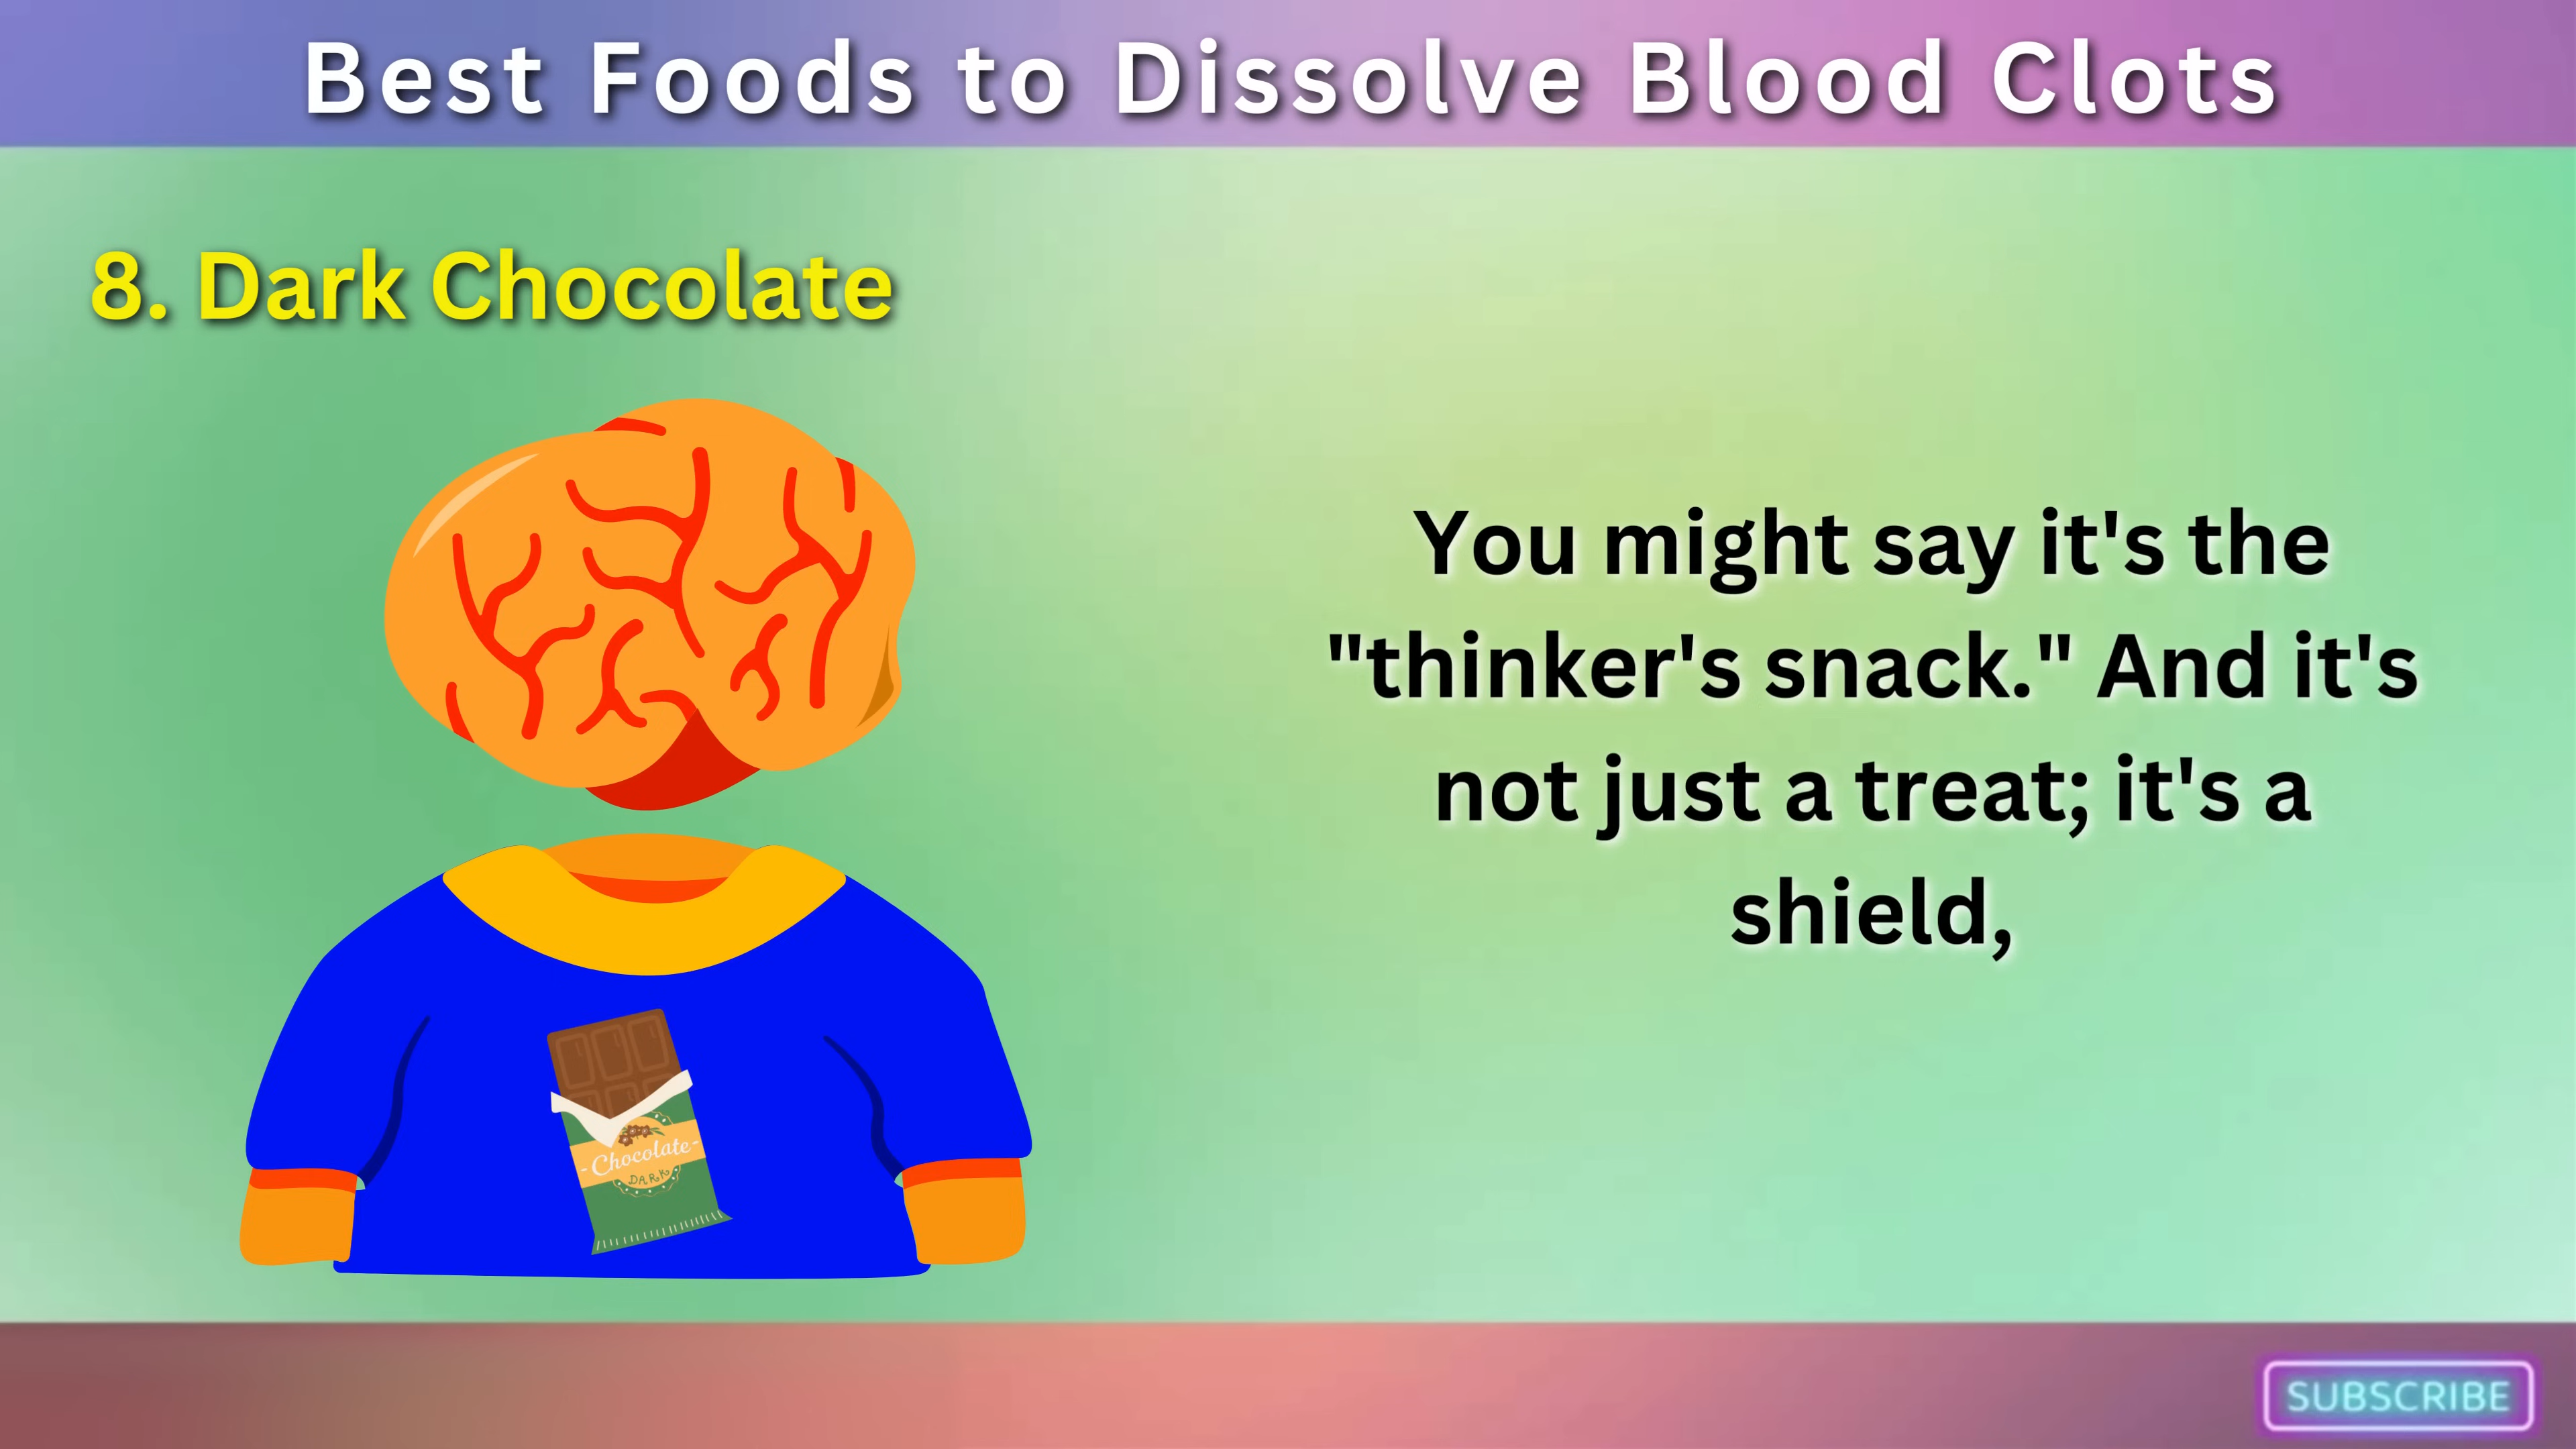 Best Foods to Dissolve Blood Clots
8. Dark Chocolate
You might say it's the
"thinker's snack." And it's
not just a treat; it's a
shield,
-Chocolate-
DARK
SUBSCRIBE